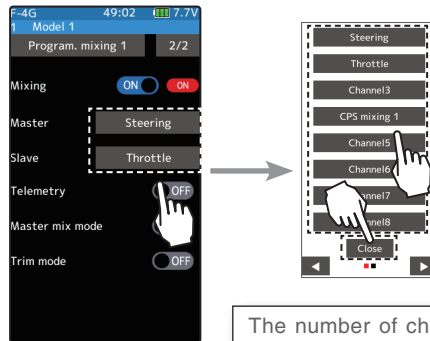 F-4G 49:02 7.7V
1 Model 1
Program. mixing 1 2/2
Mixing ON ON
Master Steering
Slave Throttle
Telemetry OFF
Master mix mode
Trim mode OFF
Steering
Throttle
Channel3
CPS mixing 1
Channel5
Channel6
Close
The number of ch